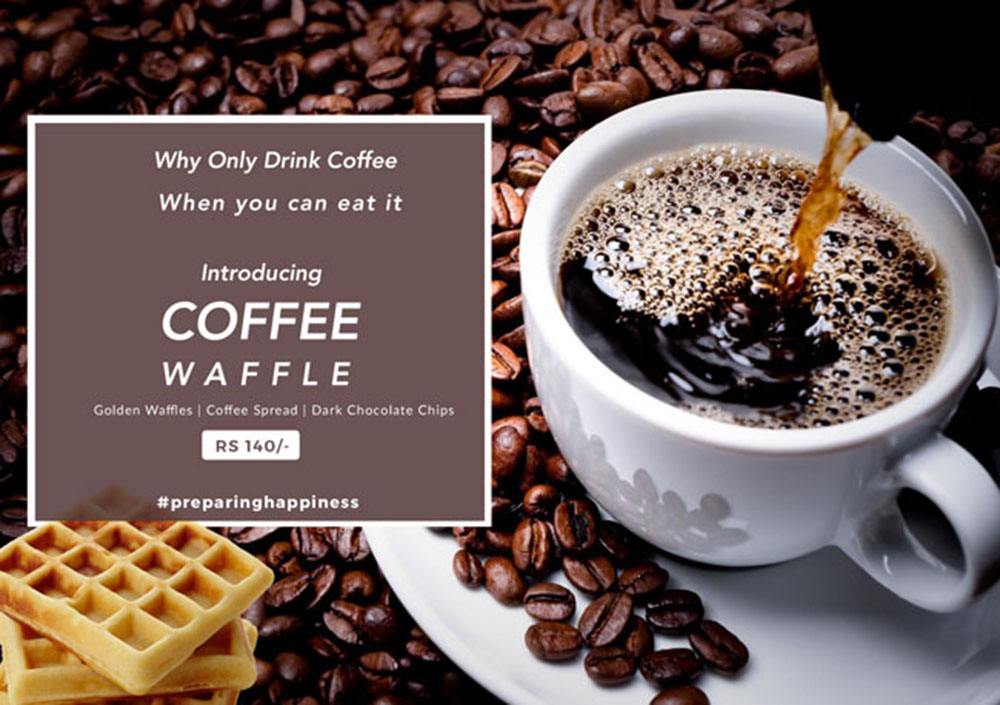 Why Only Drink Coffee
When you can eat it
Introducing
COFFEE
WAFFLE
Golden Waffles | Coffee Spread | Dark Chocolate Chips
RS 140/-
#preparinghappiness